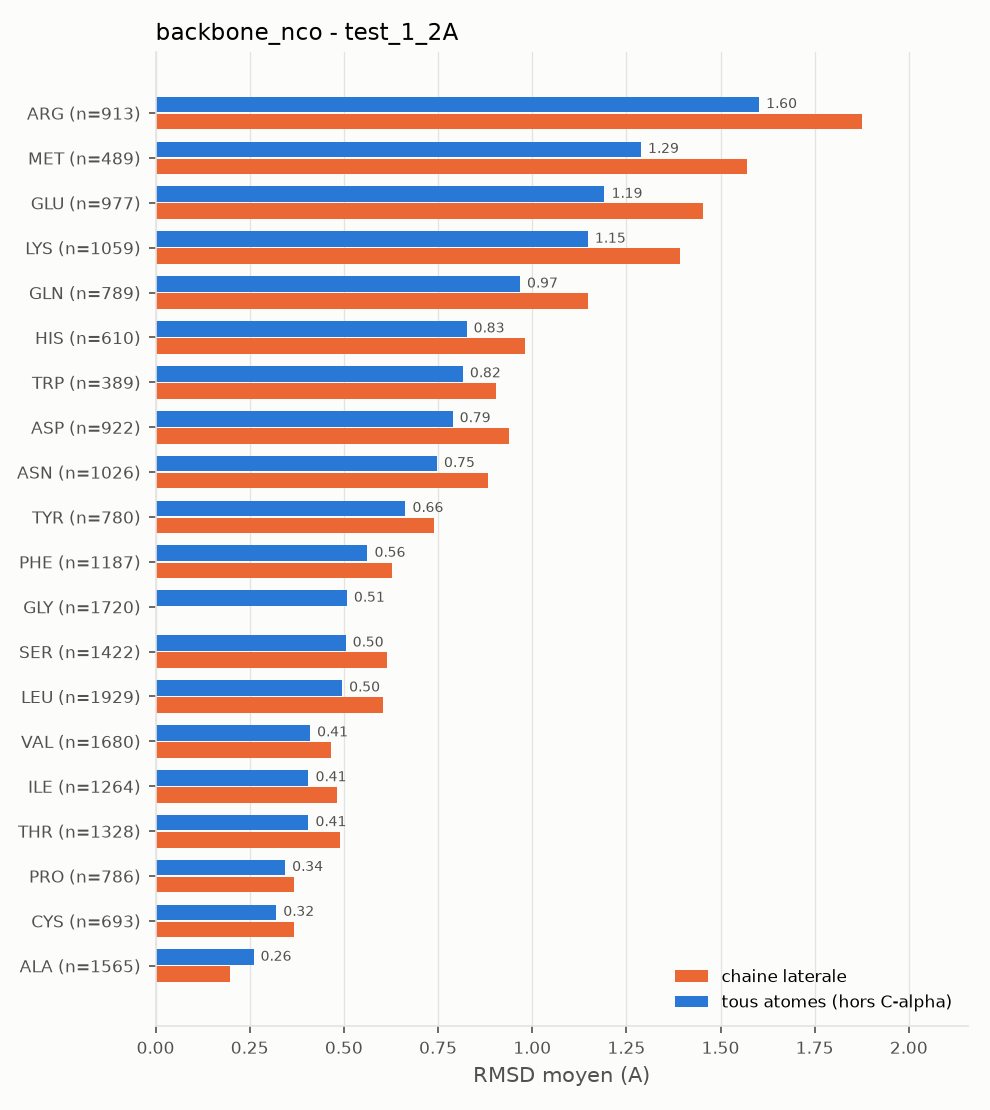 backbone_nco - test_1_2A
ARG (n=913) 1.60
MET (n=489) 1.29
GLU (n=977) 1.19
LYS (n=1059) 1.15
GLN (n=789) 0.97
HIS (n=610) 0.83
TRP (n=389) 0.82
ASP (n=922) 0.79
ASN (n=1026) 0.75
TYR (n=780) 0.66
PHE (n=1187) 0.56
GLY (n=1720) 0.51
SER (n=1422) 0.50
LEU (n=1929) 0.50
VAL (n=1680) 0.41
ILE (n=1264) 0.41
THR (n=1328) 0.41
PRO (n=786) 0.34
CYS (n=693) 0.32
ALA (n=1565) 0.26
chaine laterale
tous atomes (hors C-alpha)
0.00 0.25 0.50 0.75 1.00 1.25 1.50 1.75 2.00
RMSD moyen (A)